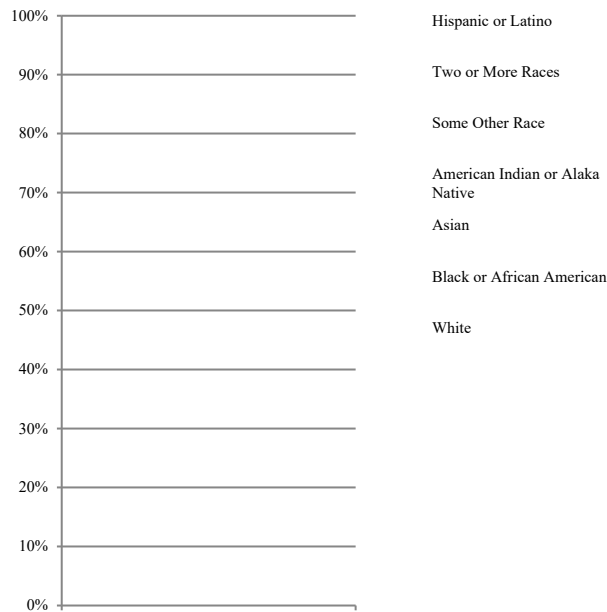 100%
90%
80%
70%
60%
50%
40%
30%
20%
10%
0%
Hispanic or Latino
Two or More Races
Some Other Race
American Indian or Alaka
Native
Asian
Black or African American
White